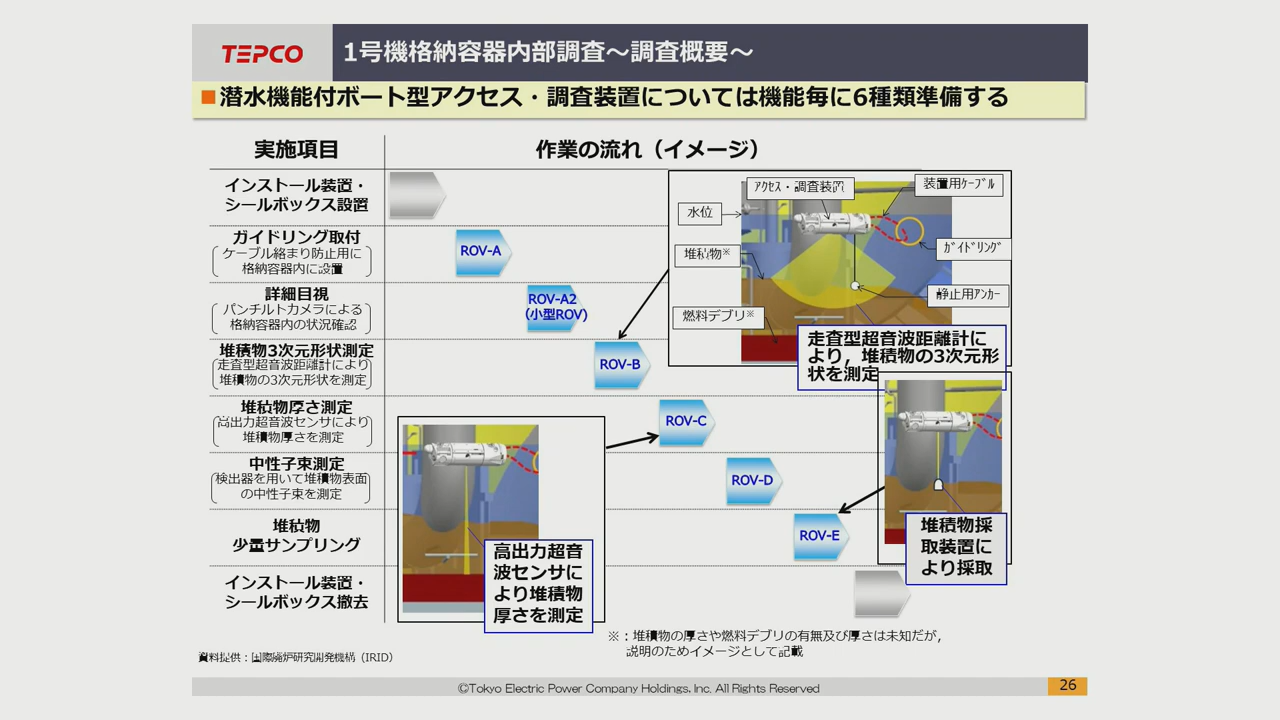 TEPCO
1号機格納容器内部調査～調査概要～
■潜水機能付ボート型アクセス・調査装置については機能毎に6種類準備する
実施項目
作業の流れ（イメージ）
インストール装置・
シールボックス設置
ガイドリング取付
ケーブル絡まり防止用に
格納容器内に設置
ROV-A
詳細目視
パンチルトカメラによる
格納容器内の状況確認
ROV-A2
(小型ROV)
堆積物3次元形状測定
走査型超音波距離計により
堆積物の3次元形状を測定
ROV-B
堆積物厚さ測定
高出力超音波センサにより
堆積物厚さを測定
ROV-C
中性子束測定
検出器を用いて堆積物表面
の中性子束を測定
ROV-D
堆積物
少量サンプリング
ROV-E
インストール装置・
シールボックス撤去
ｱｸｾｽ・調査装置
装置用ｹｰﾌﾞﾙ
水位
堆積物※
ｶﾞｲﾄﾞﾘﾝｸﾞ
静止用ｱﾝｶｰ
燃料デブリ※
走査型超音波距離計に
より，堆積物の3次元形
状を測定
高出力超音
波センサに
より堆積物
厚さを測定
堆積物採
取装置に
より採取
※：堆積物の厚さや燃料デブリの有無及び厚さは未知だが，
説明のためイメージとして記載
資料提供：国際廃炉研究開発機構（IRID）
©Tokyo Electric Power Company Holdings, Inc. All Rights Reserved
26